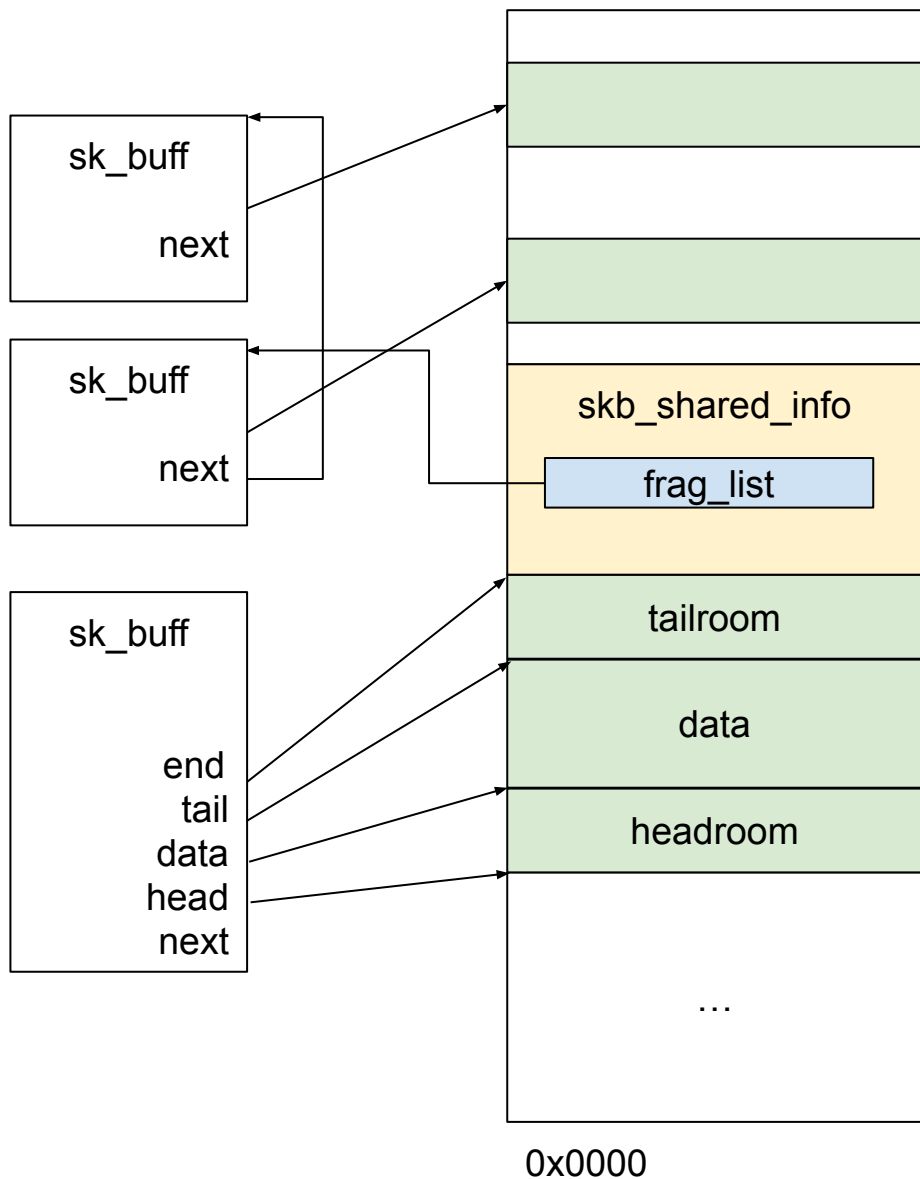 sk_buff
next
sk_buff
next
sk_buff
end
tail
data
head
next
skb_shared_info
frag_list
tailroom
data
headroom
...
0x0000